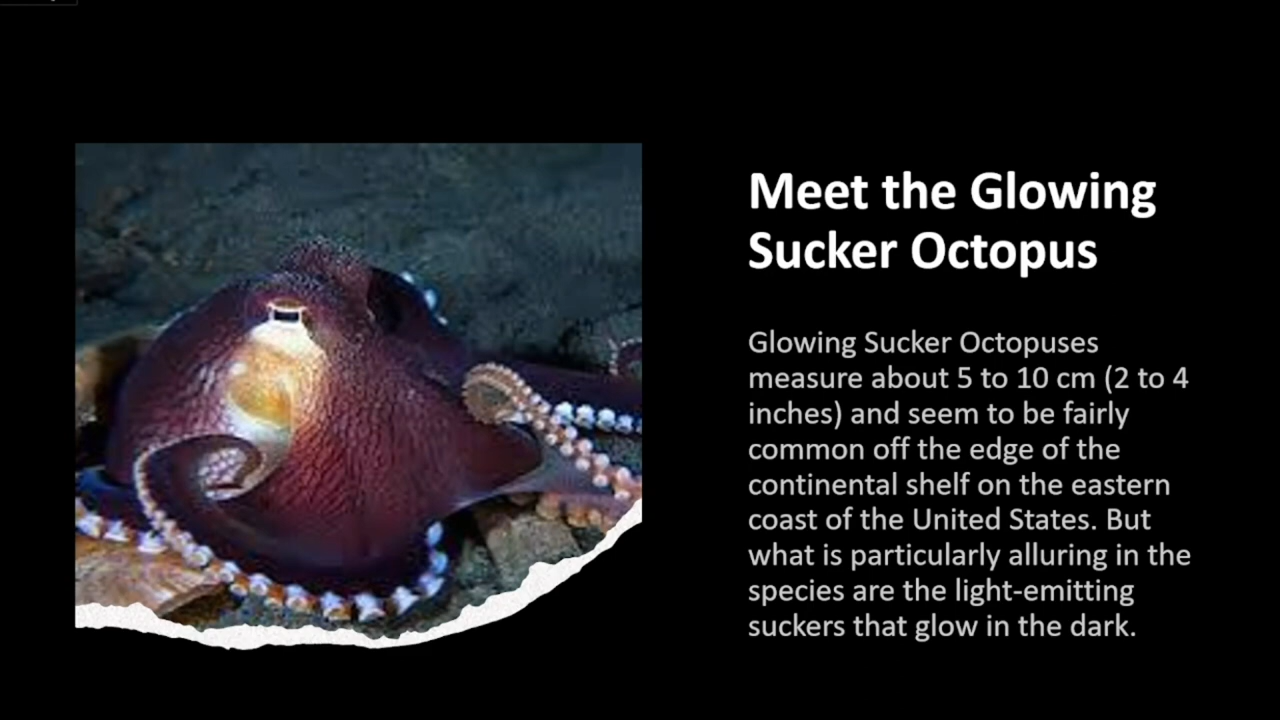 Meet the Glowing
Sucker Octopus
Glowing Sucker Octopuses
measure about 5 to 10 cm (2 to 4
inches) and seem to be fairly
common off the edge of the
continental shelf on the eastern
coast of the United States. But
what is particularly alluring in the
species are the light-emitting
suckers that glow in the dark.